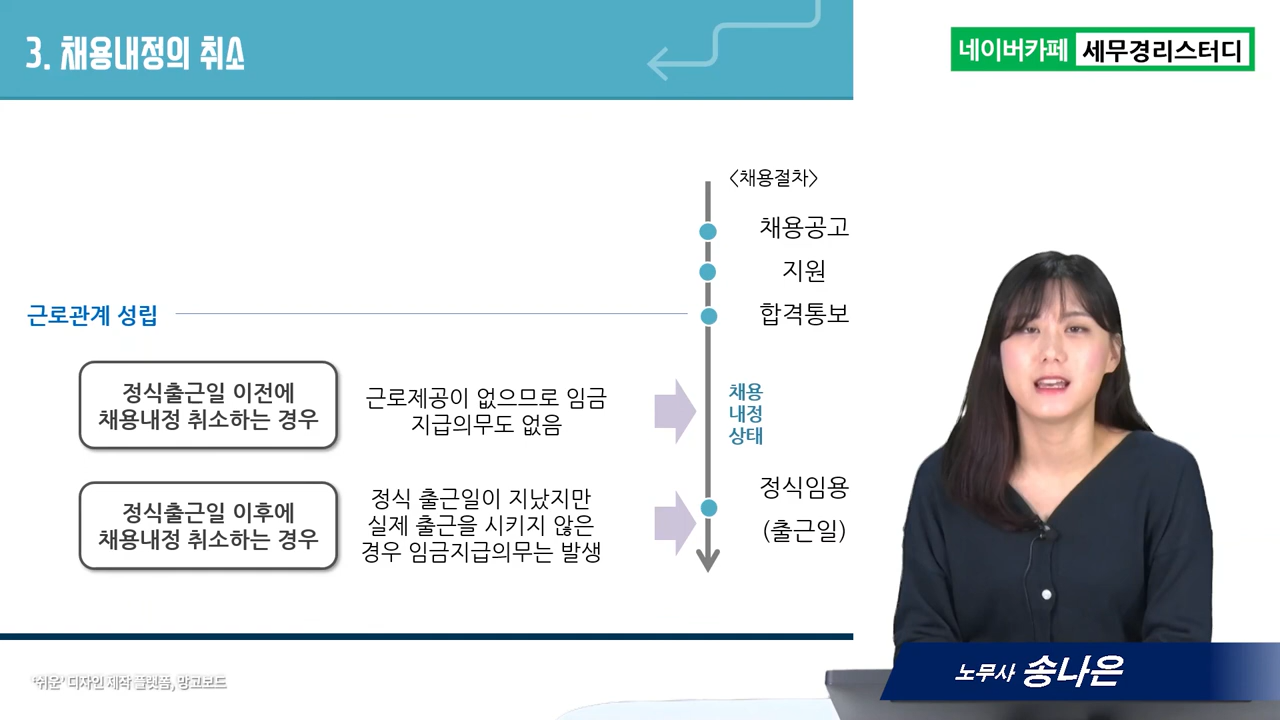 3. 채용내정의 취소
네이버카페 세무경리스터디
<채용절차>
채용공고
지원
합격통보
근로관계 성립
정식출근일 이전에
채용내정 취소하는 경우
근로제공이 없으므로 임금
지급의무도 없음
채용
내정
상태
정식출근일 이후에
채용내정 취소하는 경우
정식 출근일이 지났지만
실제 출근을 시키지 않은
경우 임금지급의무는 발생
정식임용
(출근일)
노무사 송나은
'쉬운' 디자인 제작 플랫폼, 망고보드